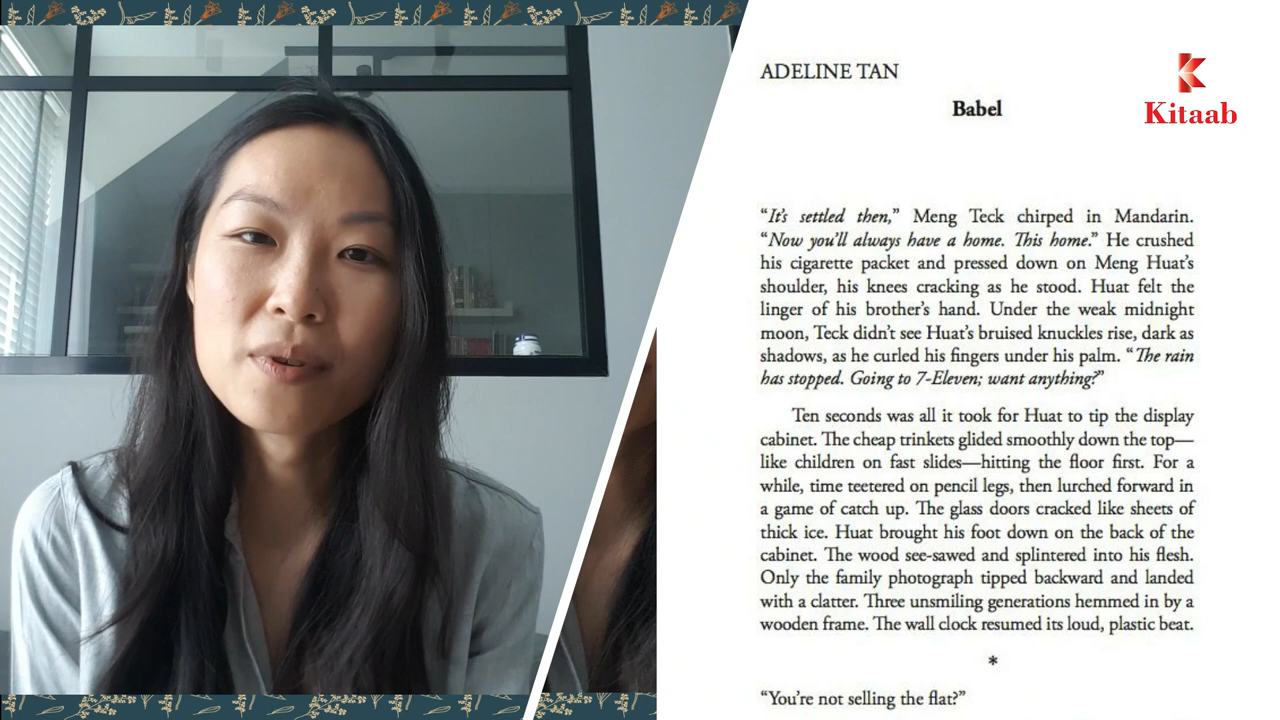 ADELINE TAN
Babel
Kitaab
“It’s settled then,” Meng Teck chirped in Mandarin.
“Now you’ll always have a home. This home.” He crushed
his cigarette packet and pressed down on Meng Huat’s
shoulder, his knees cracking as he stood. Huat felt the
linger of his brother’s hand. Under the weak midnight
moon, Teck didn’t see Huat’s bruised knuckles rise, dark as
shadows, as he curled his fingers under his palm. “The rain
has stopped. Going to 7-Eleven; want anything?”
Ten seconds was all it took for Huat to tip the display
cabinet. The cheap trinkets glided smoothly down the top—
like children on fast slides—hitting the floor first. For a
while, time teetered on pencil legs, then lurched forward in
a game of catch up. The glass doors cracked like sheets of
thick ice. Huat brought his foot down on the back of the
cabinet. The wood see-sawed and splintered into his flesh.
Only the family photograph tipped backward and landed
with a clatter. Three unsmiling generations hemmed in by a
wooden frame. The wall clock resumed its loud, plastic beat.
*
“You’re not selling the flat?”